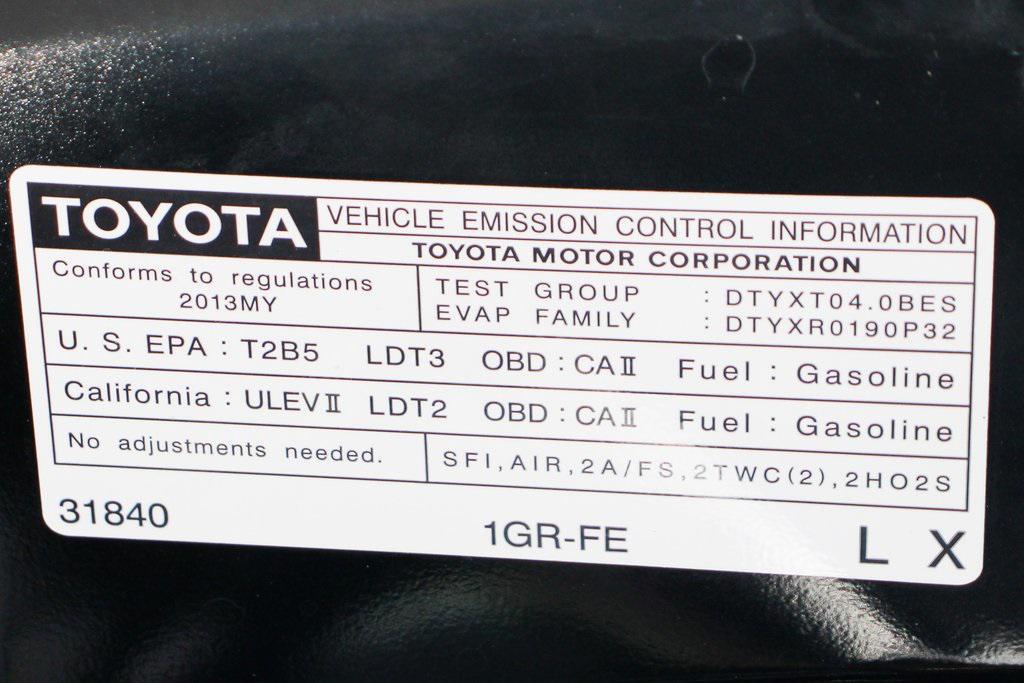 TOYOTA
VEHICLE EMISSION CONTROL INFORMATION
TOYOTA MOTOR CORPORATION
Conforms to regulations
2013MY
TEST GROUP : DTYXT04.0BES
EVAP FAMILY : DTYXR0190P32
U. S. EPA : T2B5 LDT3 OBD : CAⅡ Fuel : Gasoline
California : ULEVⅡ LDT2 OBD : CAⅡ Fuel : Gasoline
No adjustments needed.
SFI,AIR,2A/FS,2TWC(2),2HO2S
31840 1GR-FE L X